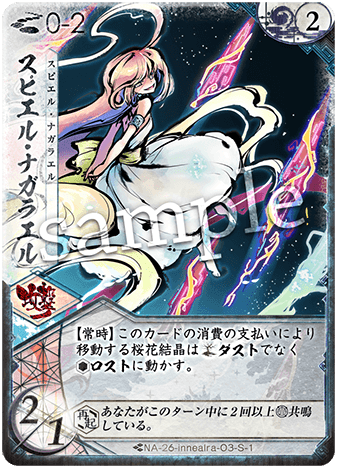 0-2
2
スピエル・ナガラエル
スピエル・ナガラエル
sample
【常時】このカードの消費の支払いにより
移動する桜花結晶はダストでなく
ロストに動かす。
2
1
再起
あなたがこのターン中に2回以上共鳴
している。
NA-26-innealra-O3-S-1